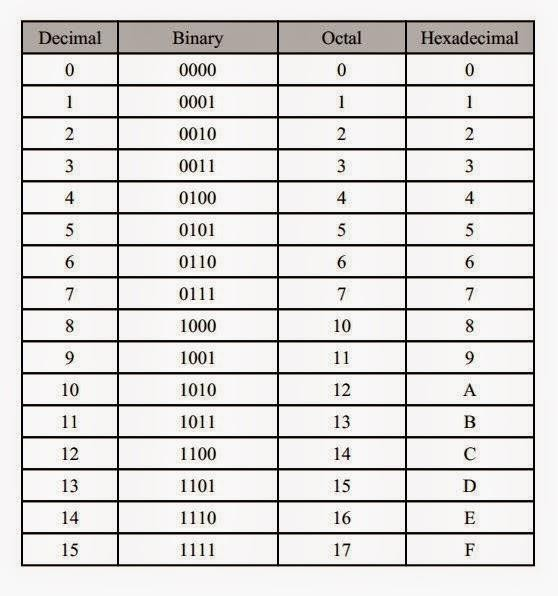 Decimal Binary Octal Hexadecimal
0 0000 0 0
1 0001 1 1
2 0010 2 2
3 0011 3 3
4 0100 4 4
5 0101 5 5
6 0110 6 6
7 0111 7 7
8 1000 10 8
9 1001 11 9
10 1010 12 A
11 1011 13 B
12 1100 14 C
13 1101 15 D
14 1110 16 E
15 1111 17 F